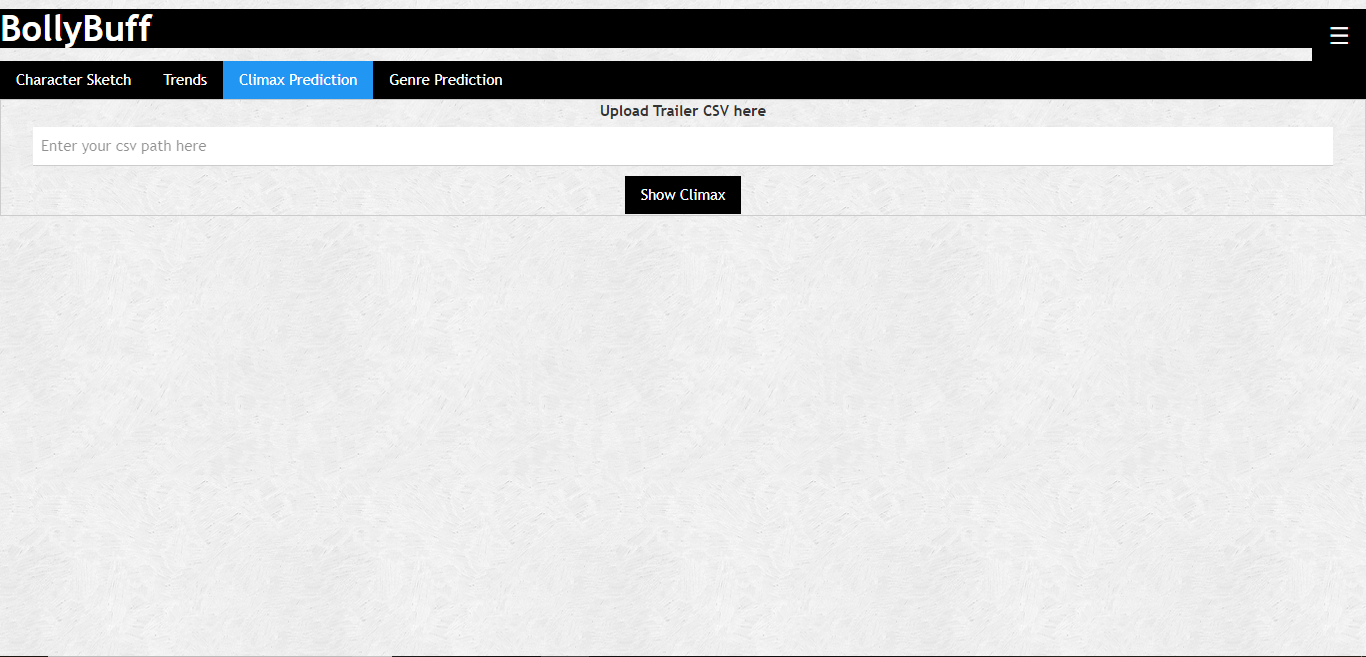 BollyBuff ☰
Character Sketch Trends Climax Prediction Genre Prediction
Upload Trailer CSV here
Enter your csv path here
Show Climax